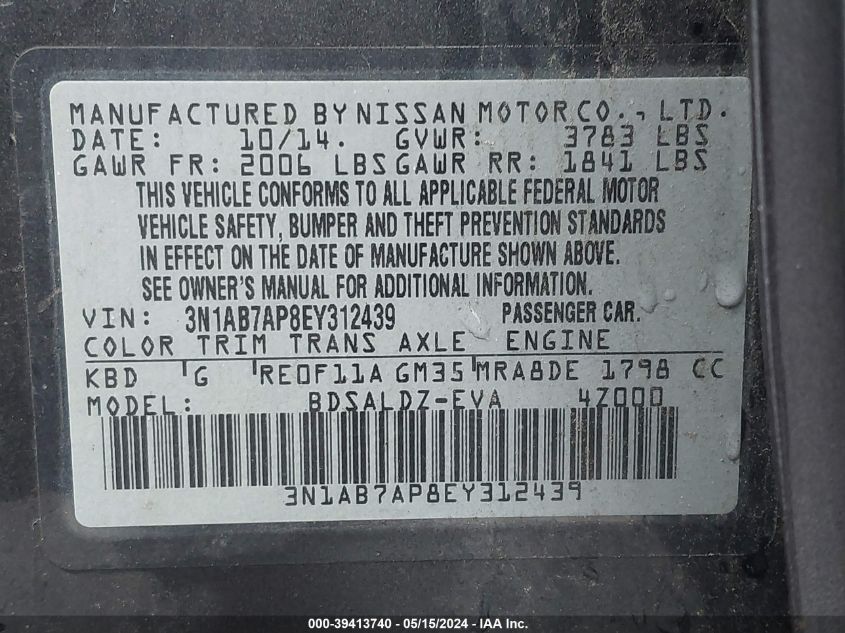 MANUFACTURED BY NISSAN MOTOR CO., LTD.
DATE: 10/14. GVWR: 3783 LBS
GAWR FR: 2006 LBS GAWR RR: 1841 LBS
THIS VEHICLE CONFORMS TO ALL APPLICABLE FEDERAL MOTOR
VEHICLE SAFETY, BUMPER AND THEFT PREVENTION STANDARDS
IN EFFECT ON THE DATE OF MANUFACTURE SHOWN ABOVE.
SEE OWNER'S MANUAL FOR ADDITIONAL INFORMATION.
VIN: 3N1AB7AP8EY312439 PASSENGER CAR.
COLOR TRIM TRANS AXLE ENGINE
KBD G RE0F11A GM35 MRA8DE 1798 CC
MODEL: BDSALDZ-EVA 4Z000
3N1AB7AP8EY312439
000-39413740 - 05/15/2024 - IAA Inc.